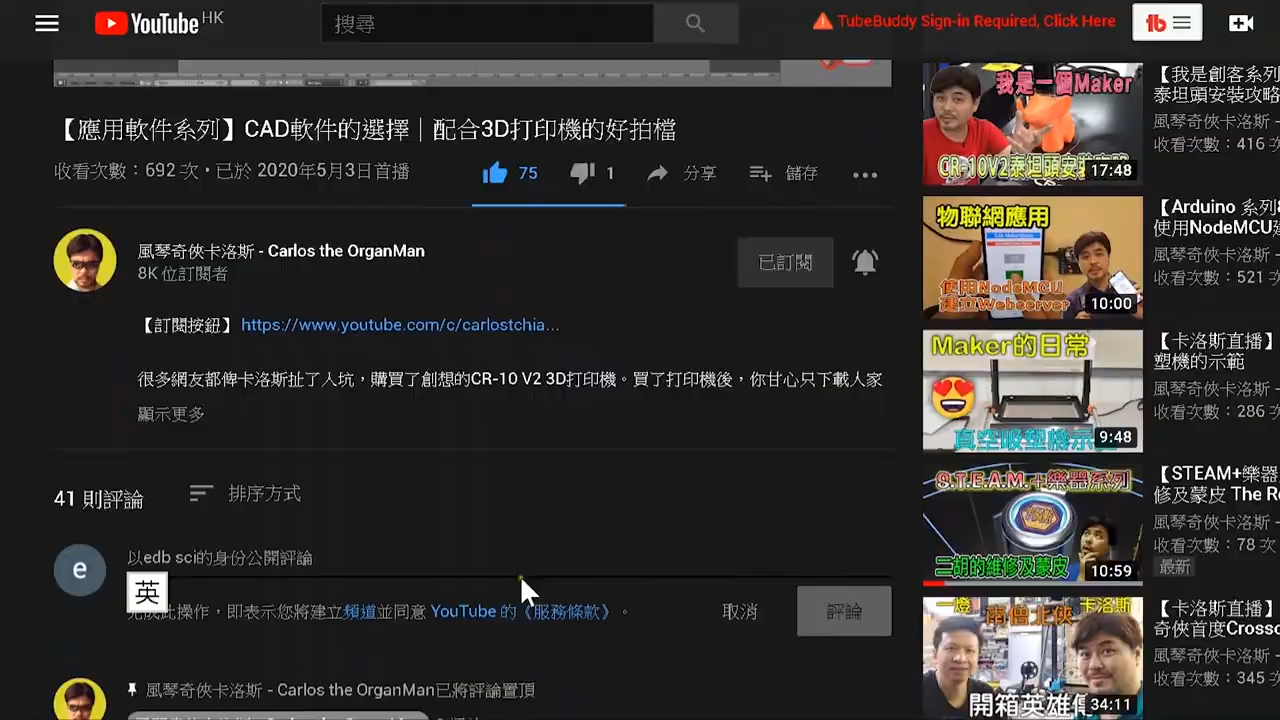 YouTube HK
搜尋
TubeBuddy Sign-in Required, Click Here
【應用軟件系列】CAD軟件的選擇｜配合3D打印機的好拍檔
收看次數：692 次 • 已於 2020年5月3日首播
75
1
分享
儲存
風琴奇俠卡洛斯 - Carlos the OrganMan
8K 位訂閱者
已訂閱
【訂閱按鈕】 https://www.youtube.com/c/carlostchia...
很多網友都俾卡洛斯扯了入坑，購買了創想的CR-10 V2 3D打印機。買了打印機後，你甘心只下載人家
顯示更多
41 則評論
排序方式
e
以edb sci的身份公開評論
英
此操作，即表示您將建立頻道並同意 YouTube 的《服務條款》。
取消
評論
風琴奇俠卡洛斯 - Carlos the OrganMan已將評論置頂
我是一個Maker
CR-10V2泰坦頭安裝
17:48
【我是創客系列
泰坦頭安裝攻略
風琴奇俠卡洛斯 -
收看次數：416
物聯網應用
使用NodeMCU
建立Webserver
10:00
【Arduino 系列
使用NodeMCU
風琴奇俠卡洛斯 -
收看次數：521
Maker的日常
真空吸塑機示
9:48
【卡洛斯直播】
塑機的示範
風琴奇俠卡洛斯 -
收看次數：286
S.T.E.A.M.+樂器系列
二胡的維修及蒙皮
10:59
【STEAM+樂器
修及蒙皮 The R
風琴奇俠卡洛斯 -
收看次數：78 次
最新
一燈
南僧北俠
卡洛斯
開箱英雄
34:11
【卡洛斯直播】
奇俠首度Cross
風琴奇俠卡洛斯 -
收看次數：345